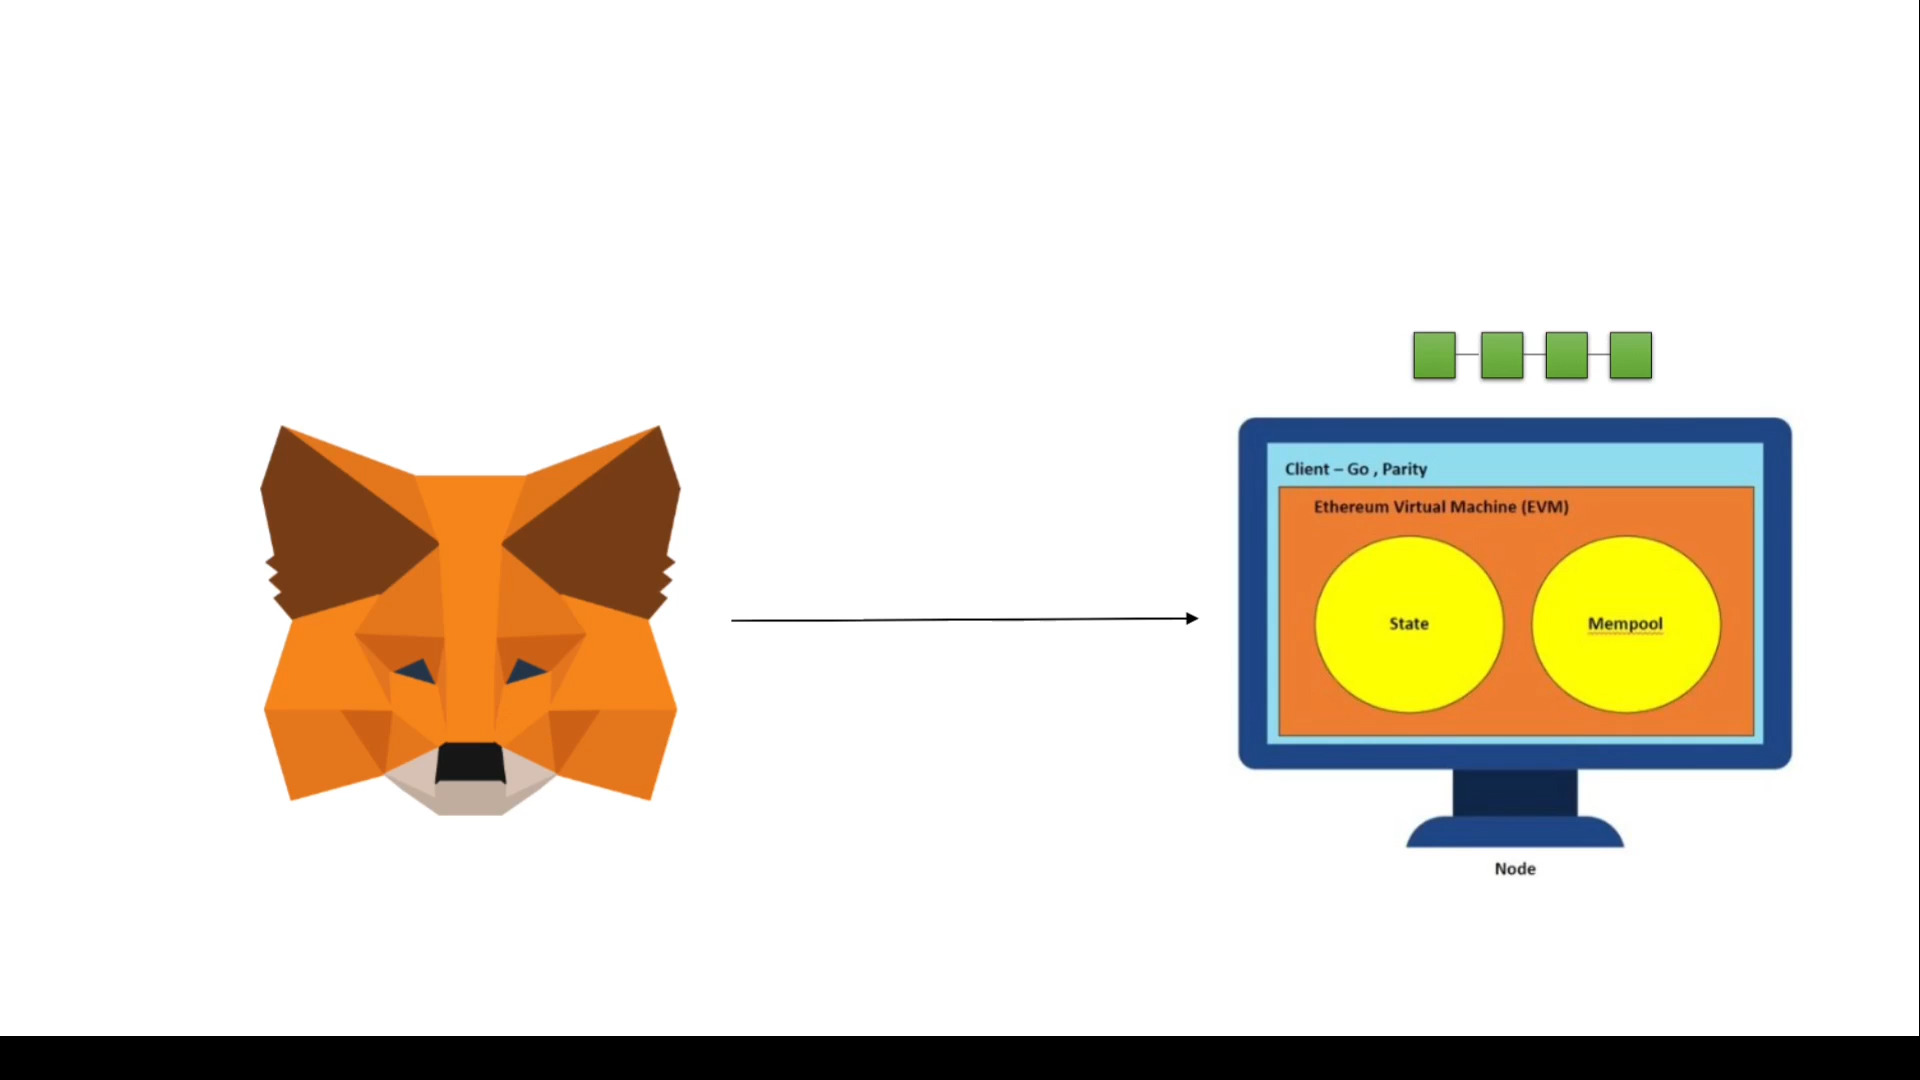 Client – Go , Parity
Ethereum Virtual Machine (EVM)
State
Mempool
Node